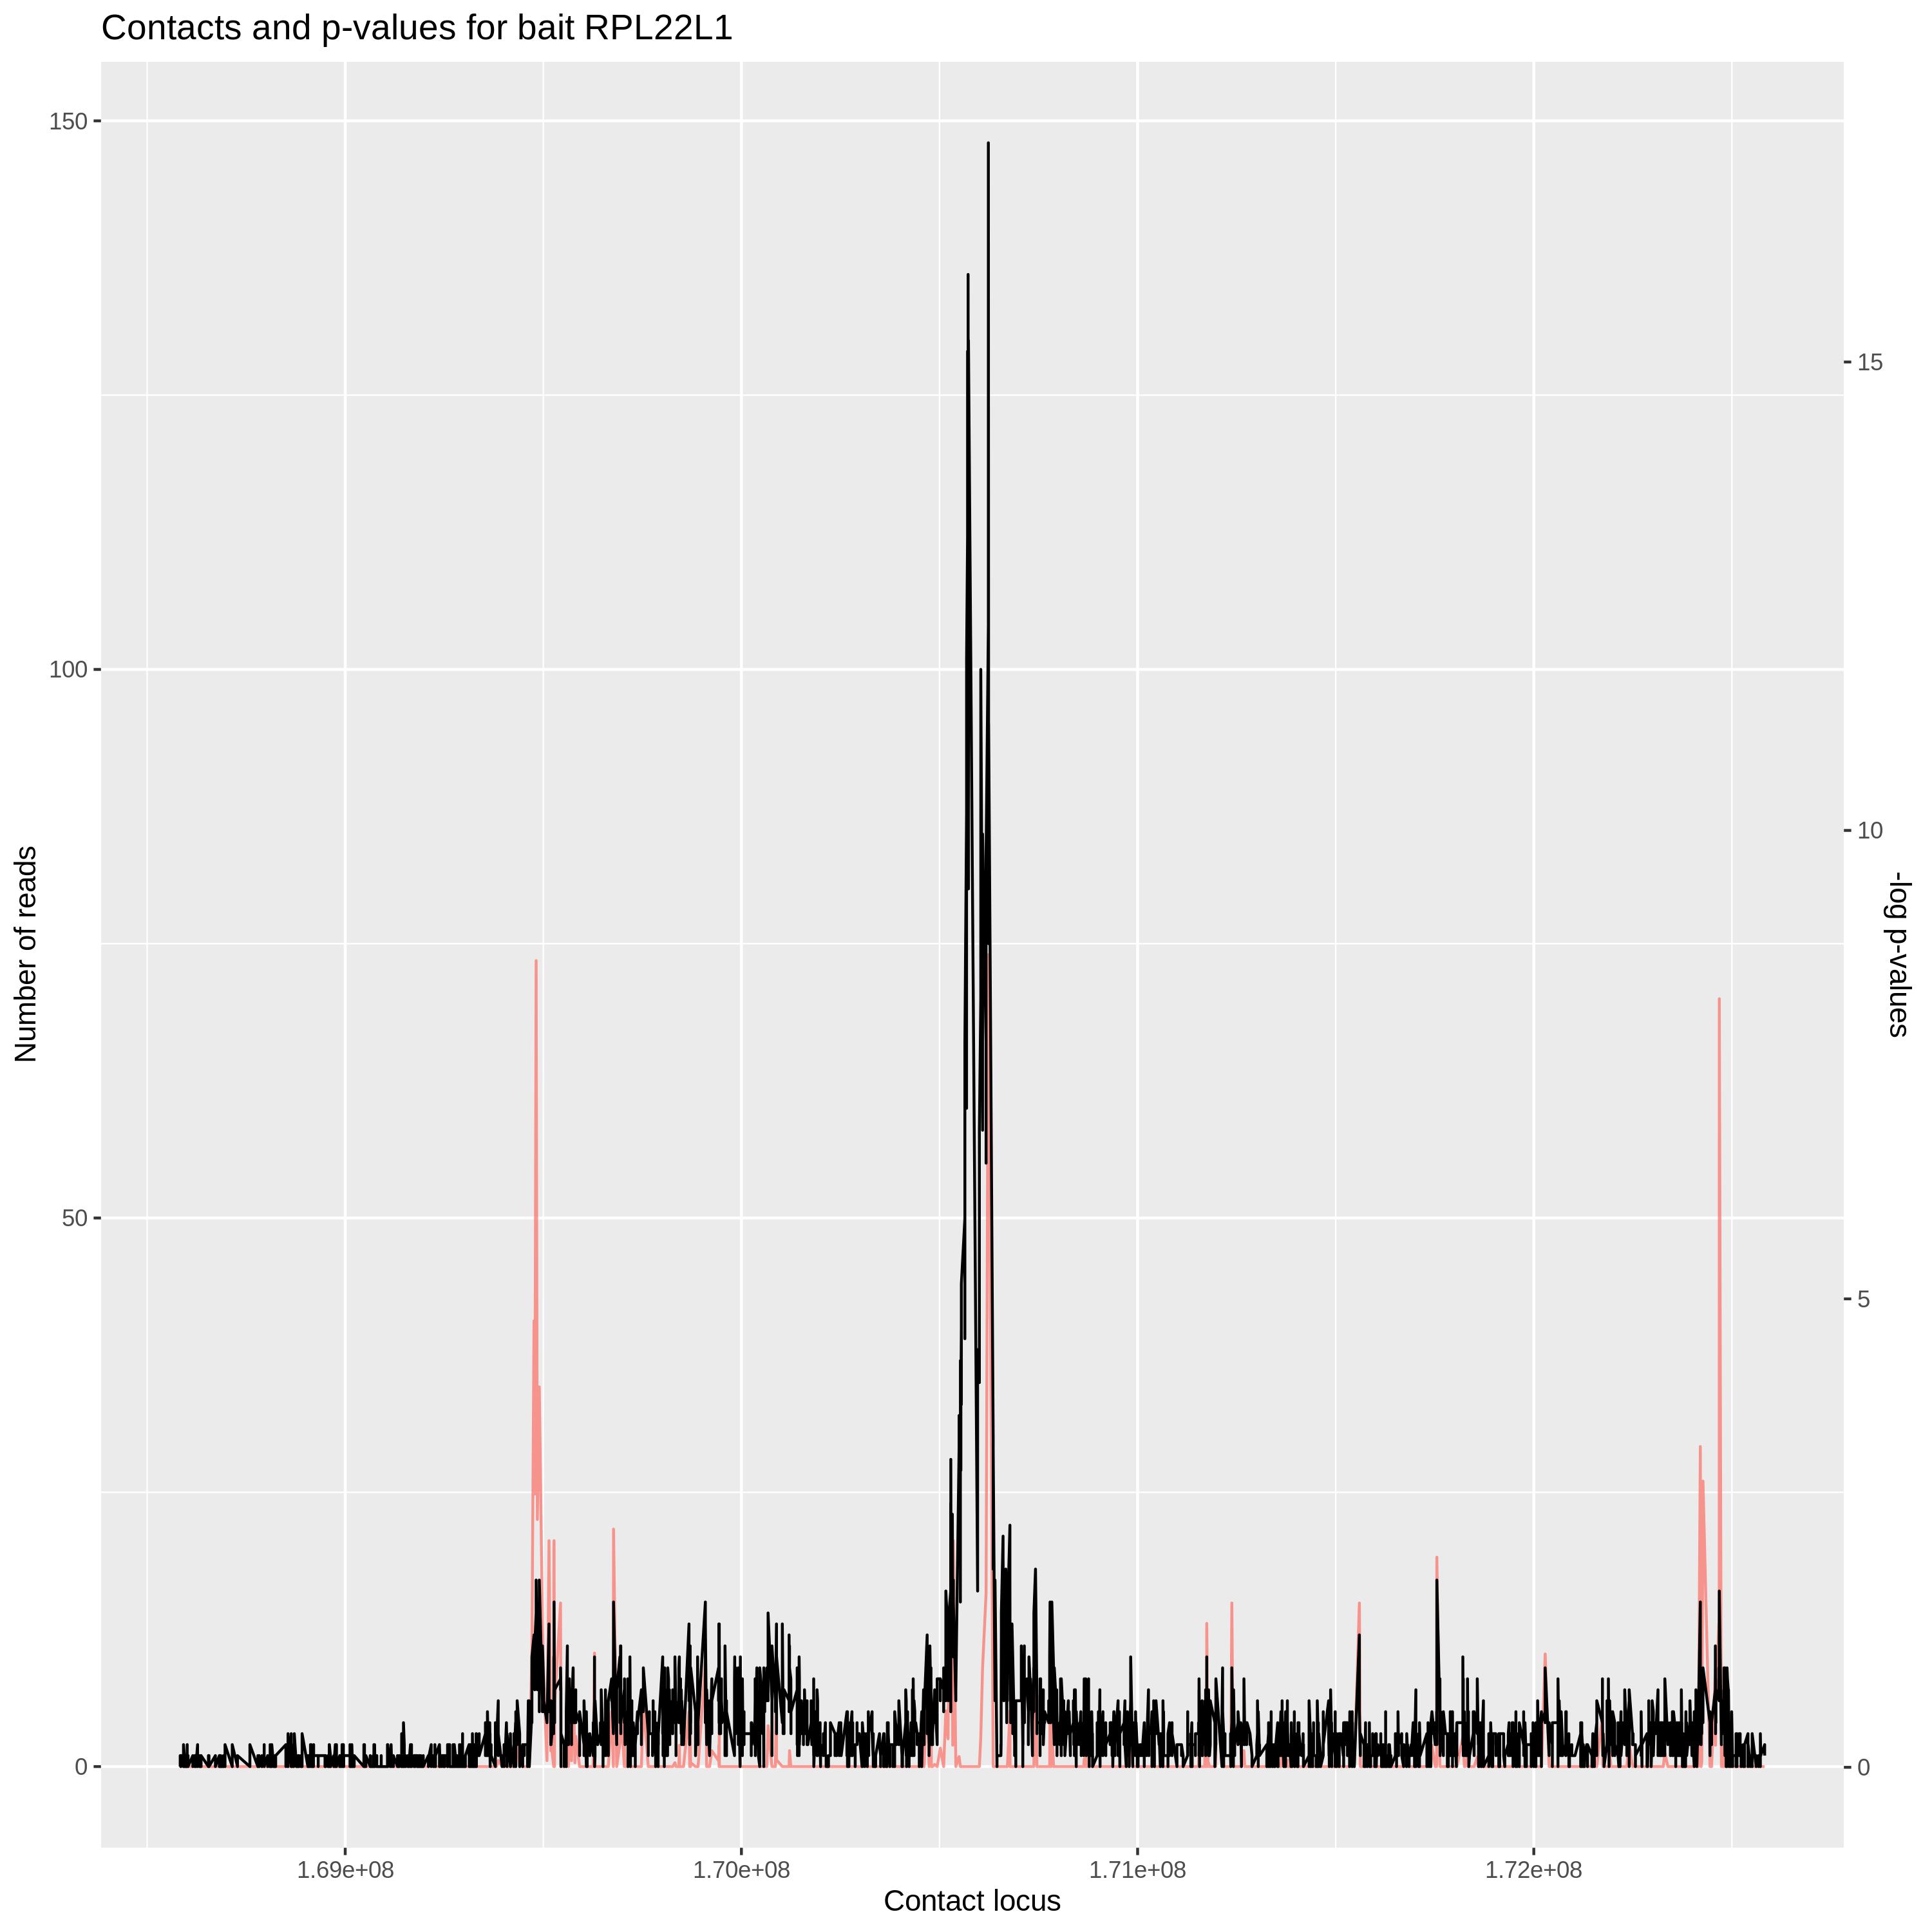 Contacts and p-values for bait RPL22L1
150
100
50
0
Number of reads
15
10
5
0
-log p-values
1.69e+08
1.70e+08
1.71e+08
1.72e+08
Contact locus